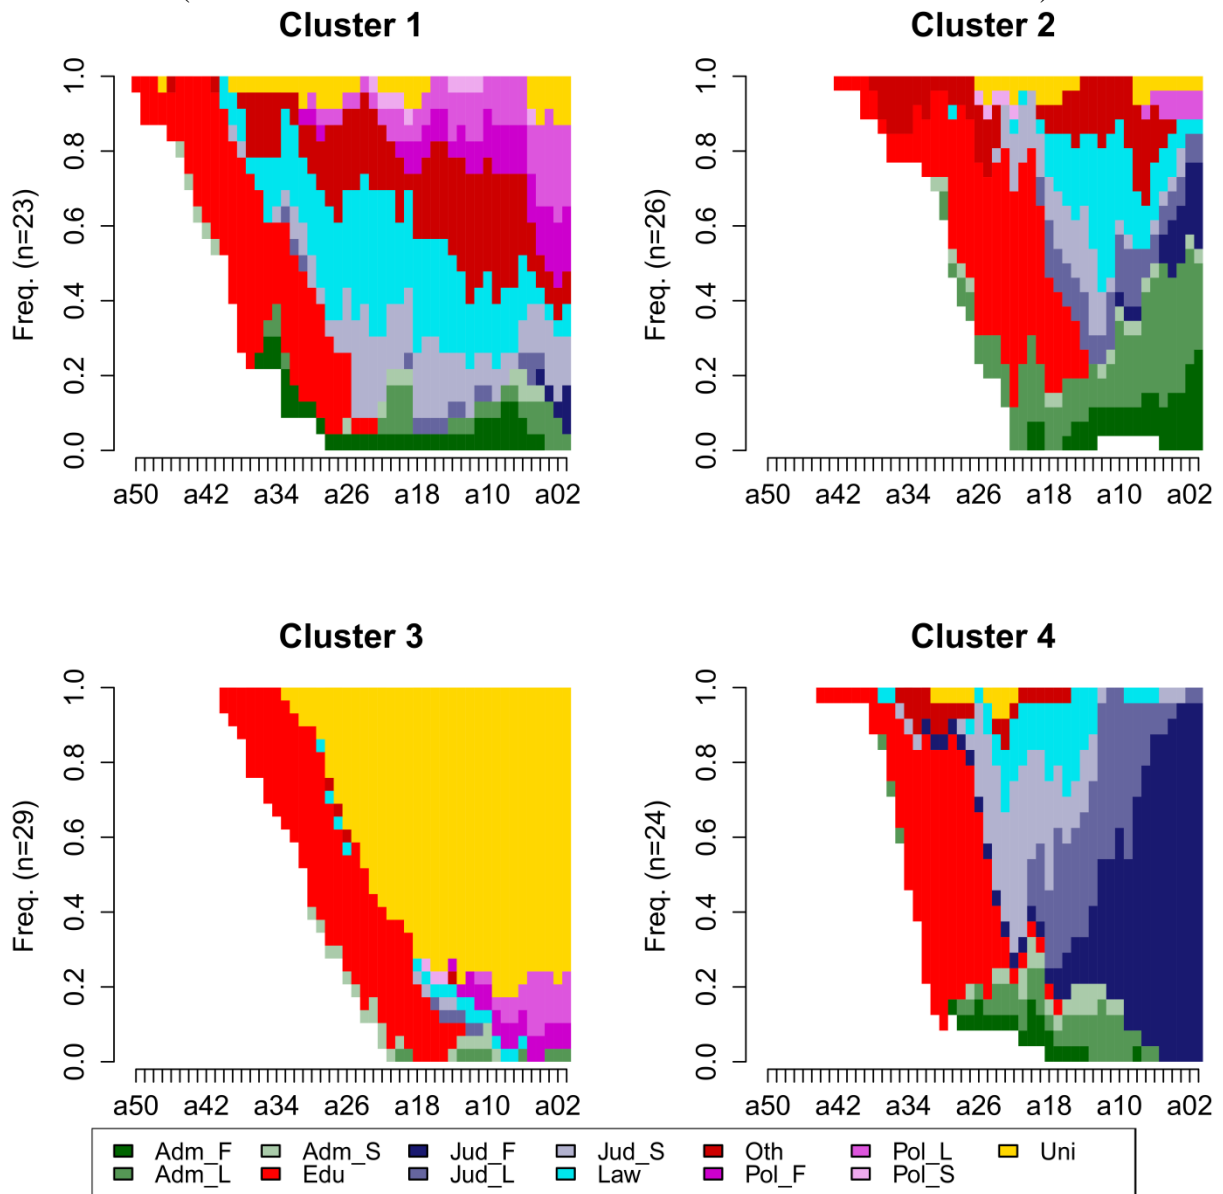 Cluster 1
Cluster 2
Freq. (n=23)
0.0 0.2 0.4 0.6 0.8 1.0
a50 a42 a34 a26 a18 a10 a02
Freq. (n=26)
0.0 0.2 0.4 0.6 0.8 1.0
a50 a42 a34 a26 a18 a10 a02
Cluster 3
Cluster 4
Freq. (n=29)
0.0 0.2 0.4 0.6 0.8 1.0
a50 a42 a34 a26 a18 a10 a02
Freq. (n=24)
0.0 0.2 0.4 0.6 0.8 1.0
a50 a42 a34 a26 a18 a10 a02
Adm_F Adm_S Jud_F Jud_S Oth Pol_L Uni
Adm_L Edu Jud_L Law Pol_F Pol_S